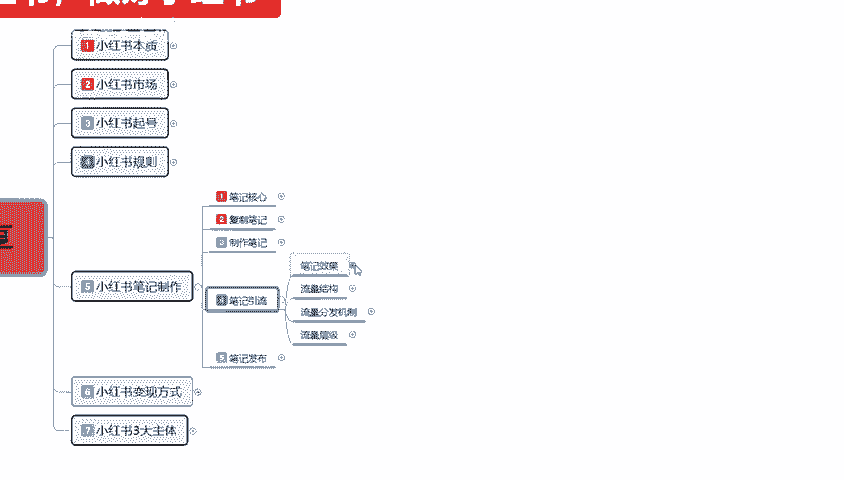 1 小红书本质
2 小红书市场
3 小红书起号
4 小红书规则
5 小红书笔记制作
1 笔记核心
2 复制笔记
3 制作笔记
4 笔记引流
笔记效果
流量结构
流量分发机制
流量层级
5 笔记发布
6 小红书变现方式
7 小红书3大主体